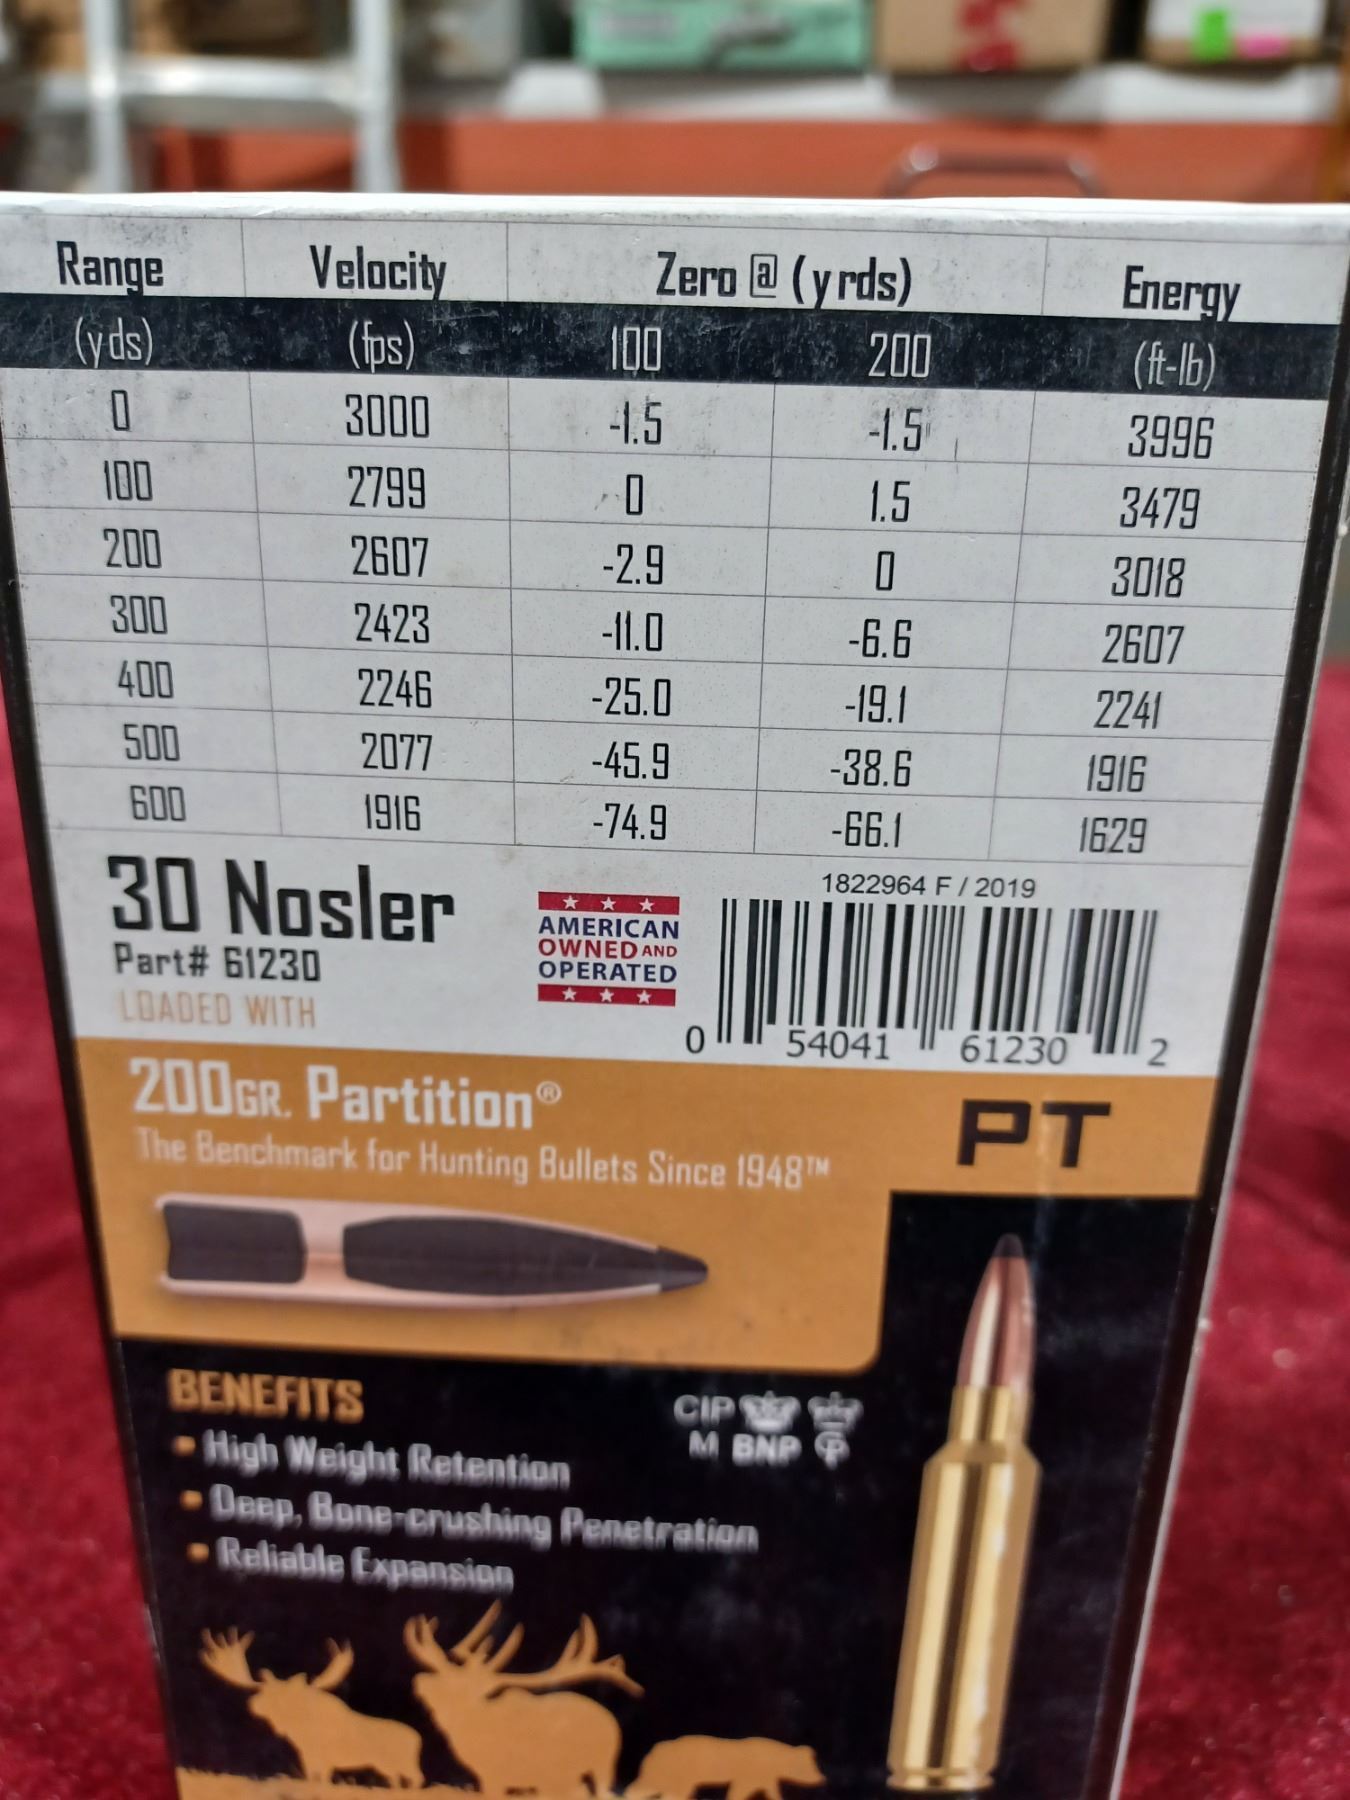 Range Velocity Zero @ (yrds) Energy
(yds) (fps) 100 200 (ft-lb)
0 3000 -1.5 -1.5 3996
100 2799 0 1.5 3479
200 2607 -2.9 0 3018
300 2423 -11.0 -6.6 2607
400 2246 -25.0 -19.1 2241
500 2077 -45.9 -38.6 1916
600 1916 -74.9 -66.1 1629
30 Nosler
Part# 61230
LOADED WITH
AMERICAN
OWNED AND
OPERATED
1822964 F / 2019
0 54041 61230 2
200GR. Partition®
The Benchmark for Hunting Bullets Since 1948™
PT
BENEFITS
High Weight Retention
Deep, Bone-crushing Penetration
Reliable Expansion
CIP
M BNP CP